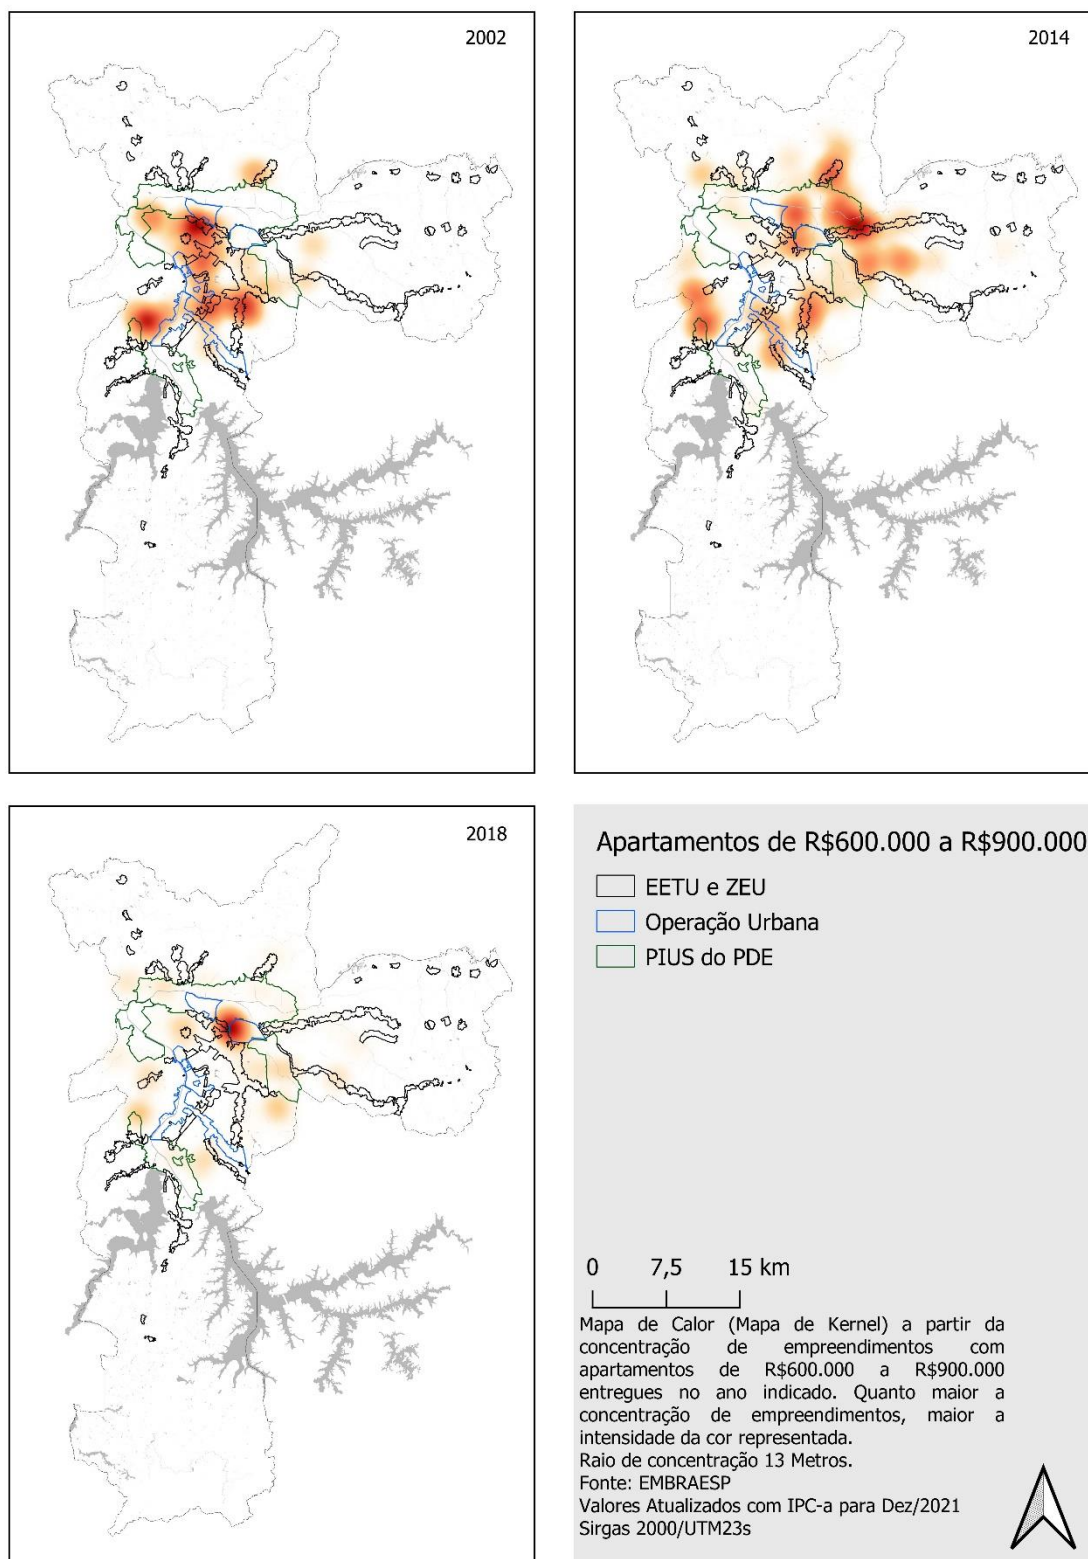 2002
2014
2018
Apartamentos de R$600.000 a R$900.000
EETU e ZEU
Operação Urbana
PIUS do PDE
0 7,5 15 km
Mapa de Calor (Mapa de Kernel) a partir da
concentração de empreendimentos com
apartamentos de R$600.000 a R$900.000
entregues no ano indicado. Quanto maior a
concentração de empreendimentos, maior a
intensidade da cor representada.
Raio de concentração 13 Metros.
Fonte: EMBRAESP
Valores Atualizados com IPC-a para Dez/2021
Sirgas 2000/UTM23s